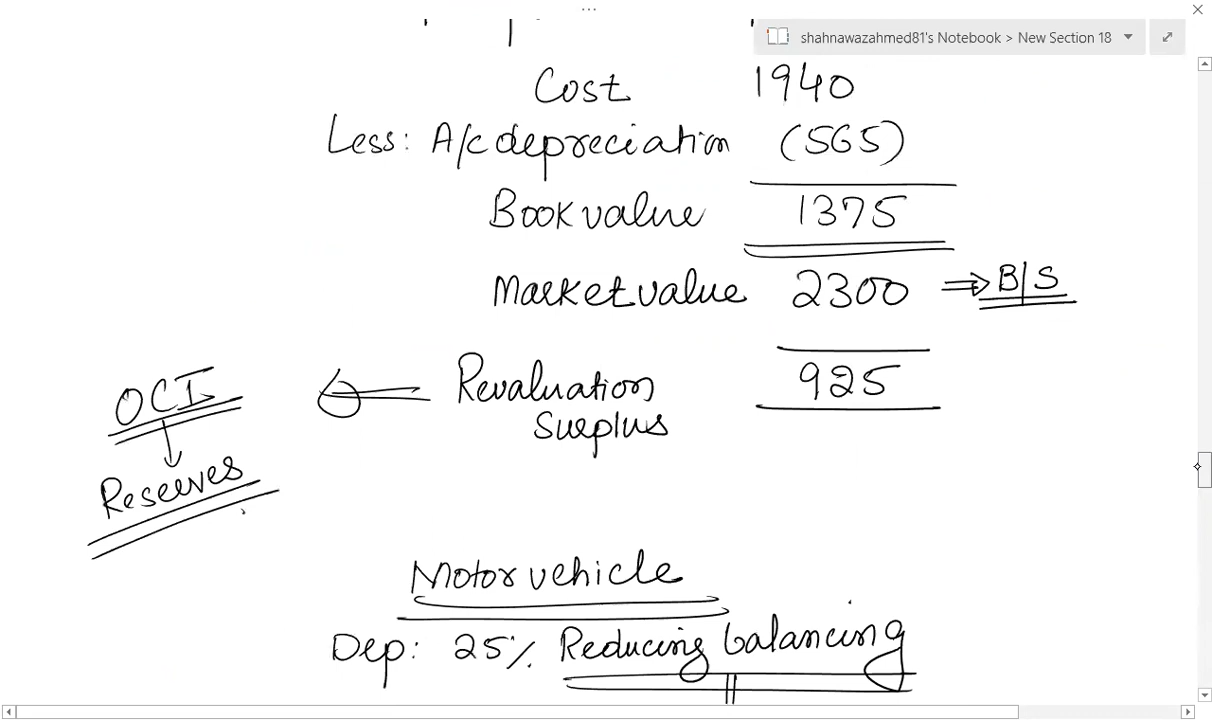 shahnawazahmed81's Notebook > New Section 18
Cost 1940
Less: A/c depreciation (565)
Book value 1375
Market value 2300 ⇒ B/S
Revaluation 925
Surplus
OCI
Reserves
Motor vehicle
Dep: 25% Reducing balancing